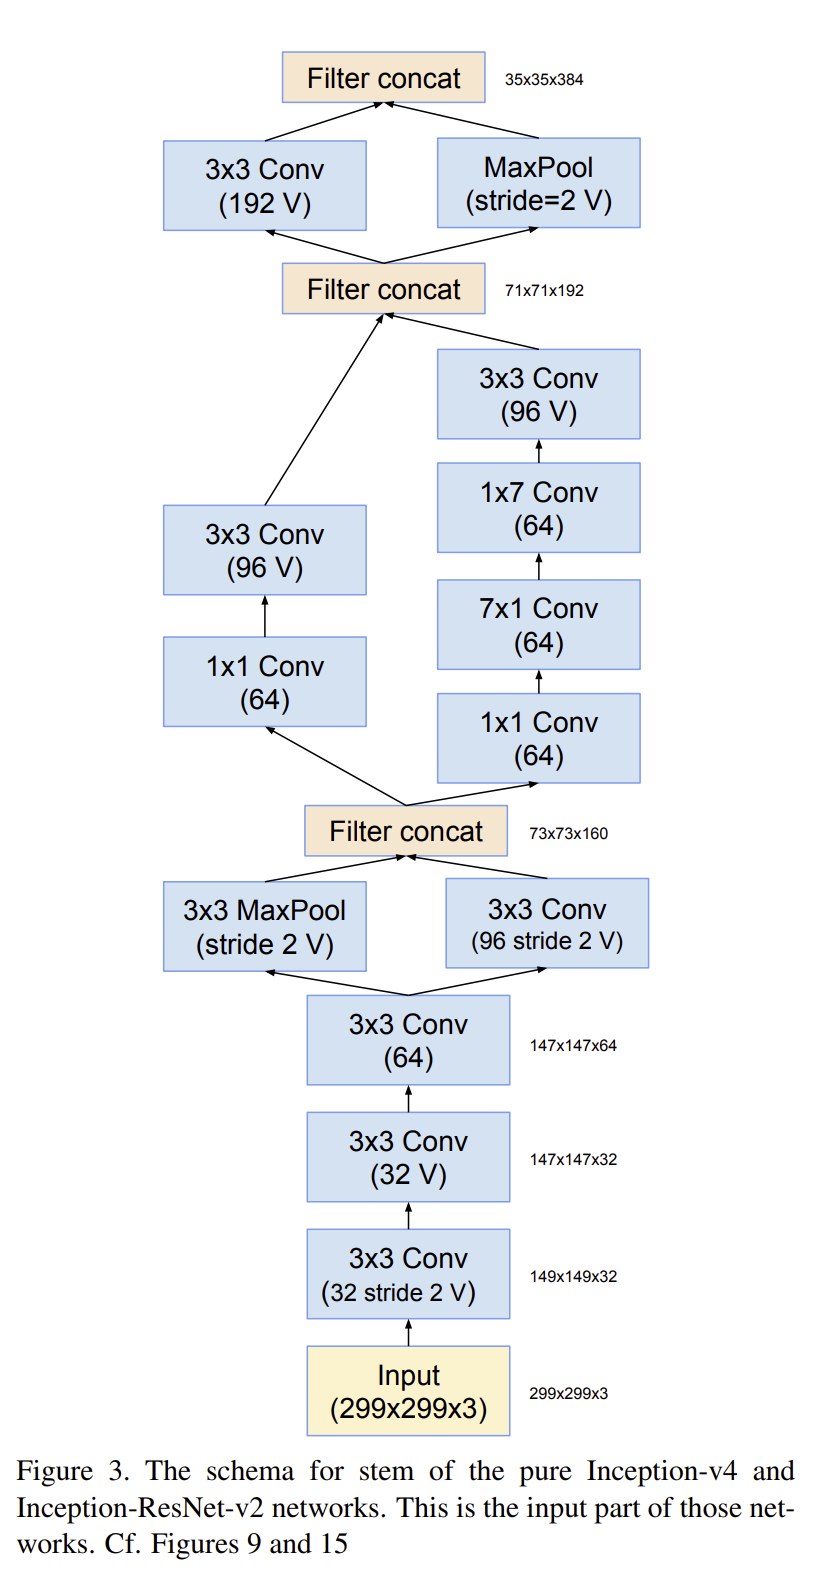 Filter concat
35x35x384
3x3 Conv
(192 V)
MaxPool
(stride=2 V)
Filter concat
71x71x192
3x3 Conv
(96 V)
1x7 Conv
(64)
3x3 Conv
(96 V)
7x1 Conv
(64)
1x1 Conv
(64)
1x1 Conv
(64)
Filter concat
73x73x160
3x3 MaxPool
(stride 2 V)
3x3 Conv
(96 stride 2 V)
3x3 Conv
(64)
147x147x64
3x3 Conv
(32 V)
147x147x32
3x3 Conv
(32 stride 2 V)
149x149x32
Input
(299x299x3)
299x299x3
Figure 3. The schema for stem of the pure Inception-v4 and
Inception-ResNet-v2 networks. This is the input part of those net-
works. Cf. Figures 9 and 15